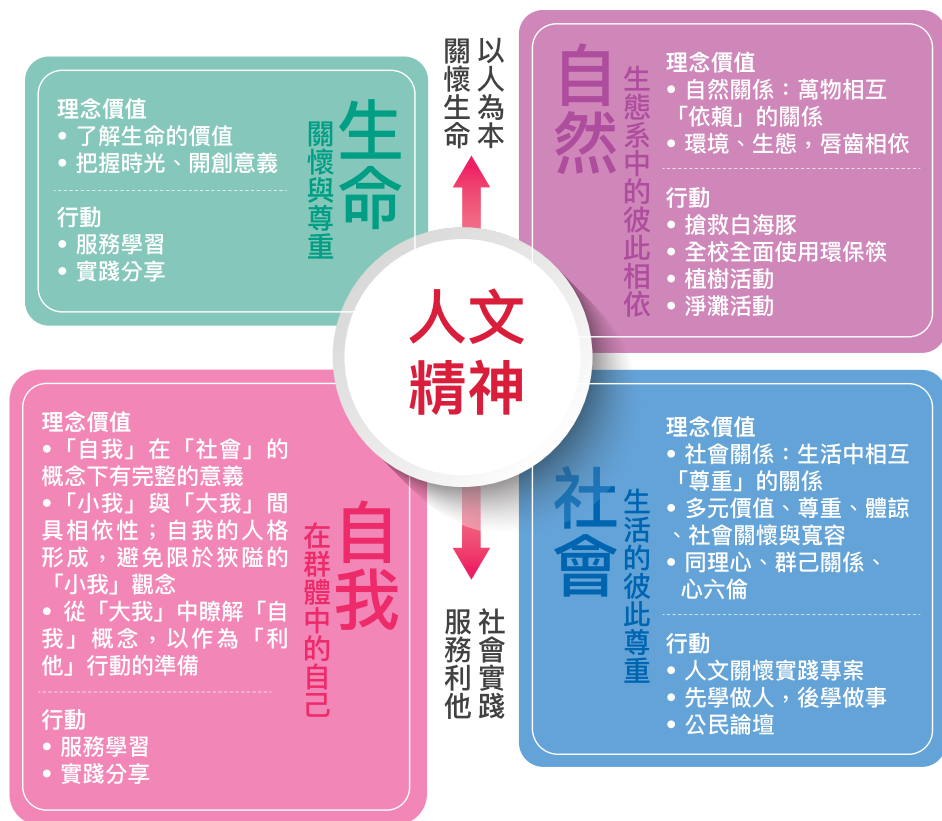 以人為本
關懷生命
生命
關懷與尊重
理念價值
• 了解生命的價值
• 把握時光、開創意義
行動
• 服務學習
• 實踐分享
自然
生態系中的彼此相依
理念價值
• 自然關係：萬物相互
「依賴」的關係
• 環境、生態，唇齒相依
行動
• 搶救白海豚
• 全校全面使用環保筷
• 植樹活動
• 淨灘活動
人文
精神
自我
在群體中的自己
理念價值
• 「自我」在「社會」的
概念下有完整的意義
• 「小我」與「大我」間
具相依性；自我的人格
形成，避免限於狹隘的
「小我」觀念
• 從「大我」中瞭解「自
我」概念，以作為「利
他」行動的準備
行動
• 服務學習
• 實踐分享
社會
生活的彼此尊重
理念價值
• 社會關係：生活中相互
「尊重」的關係
• 多元價值、尊重、體諒
、社會關懷與寬容
• 同理心、群己關係、
心六倫
行動
• 人文關懷實踐專案
• 先學做人，後學做事
• 公民論壇
社會實踐
服務利他